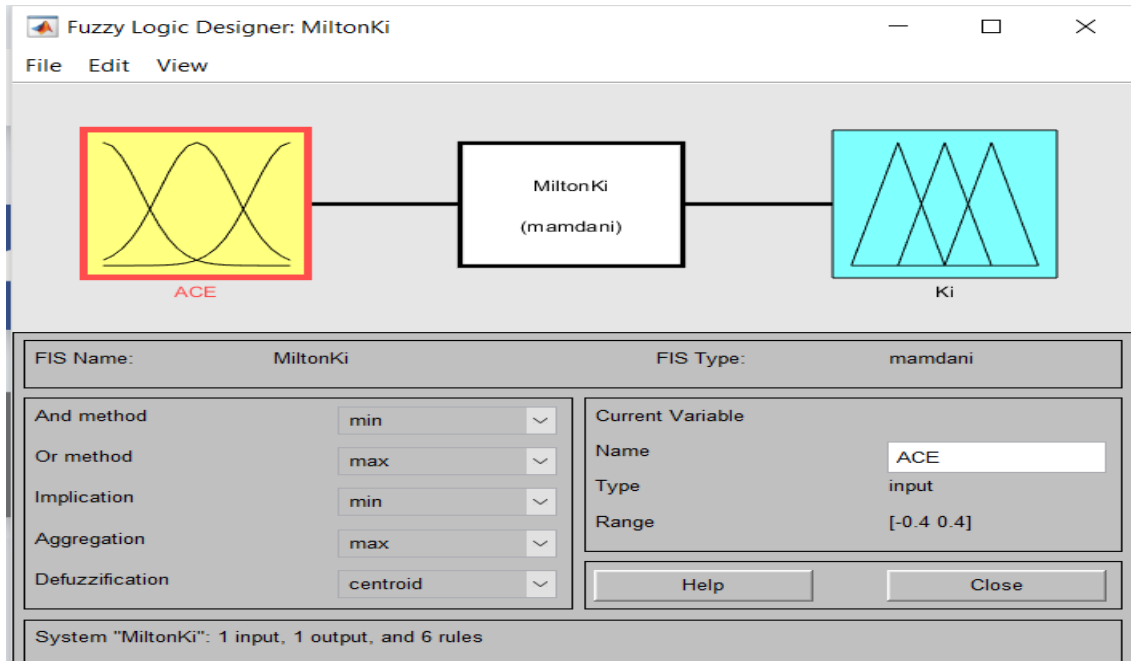 Fuzzy Logic Designer: MiltonKi
File Edit View
MiltonKi
(mamdani)
ACE
Ki
FIS Name: MiltonKi FIS Type: mamdani
And method min
Or method max
Implication min
Aggregation max
Defuzzification centroid
Current Variable
Name ACE
Type input
Range [-0.4 0.4]
Help Close
System "MiltonKi": 1 input, 1 output, and 6 rules